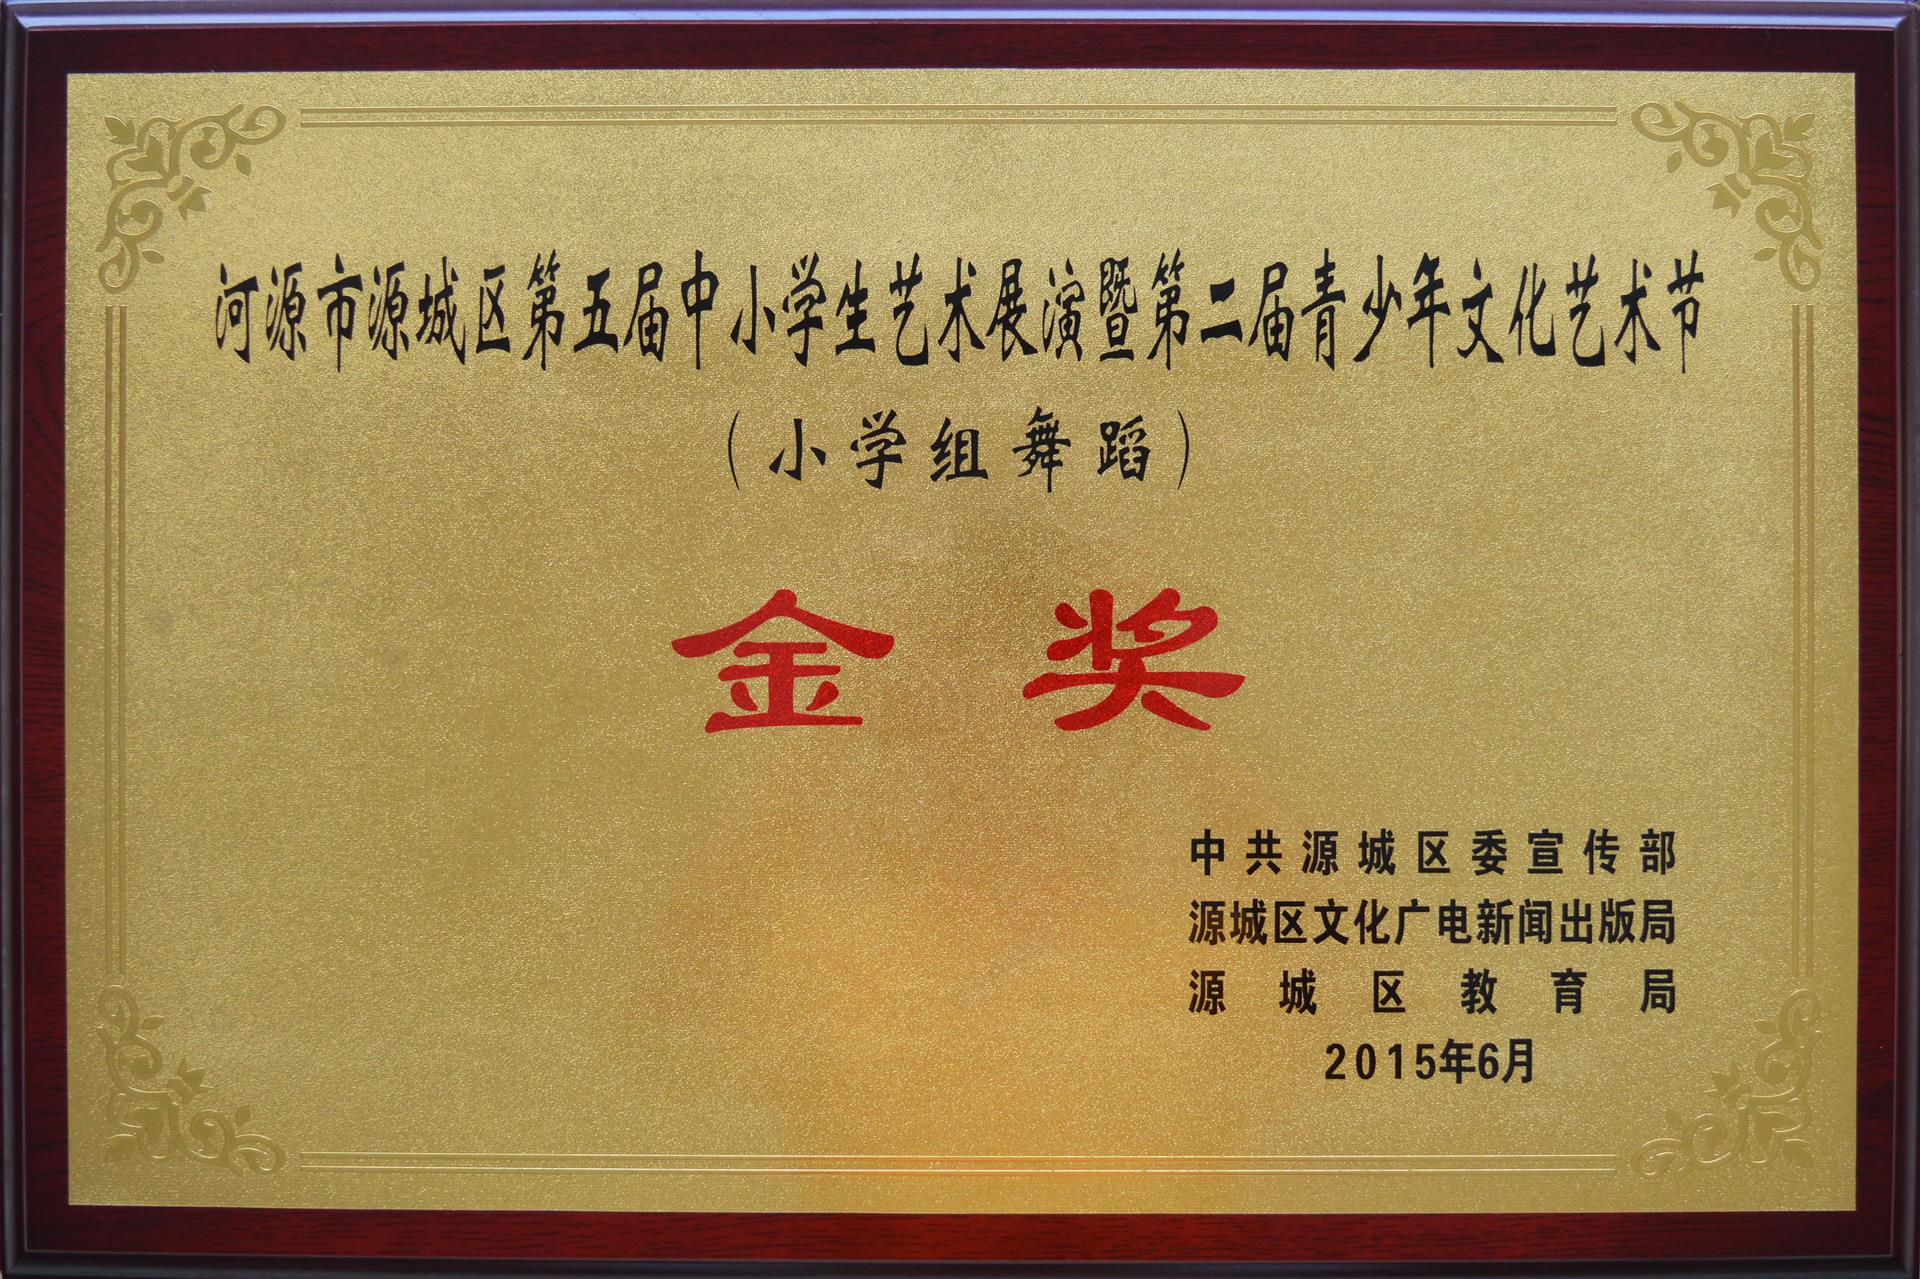 河源市源城区第五届中小学生艺术展演暨第二届青少年文化艺术节
（小学组舞蹈）
金奖
中共源城区委宣传部
源城区文化广电新闻出版局
源城区教育局
2015年6月